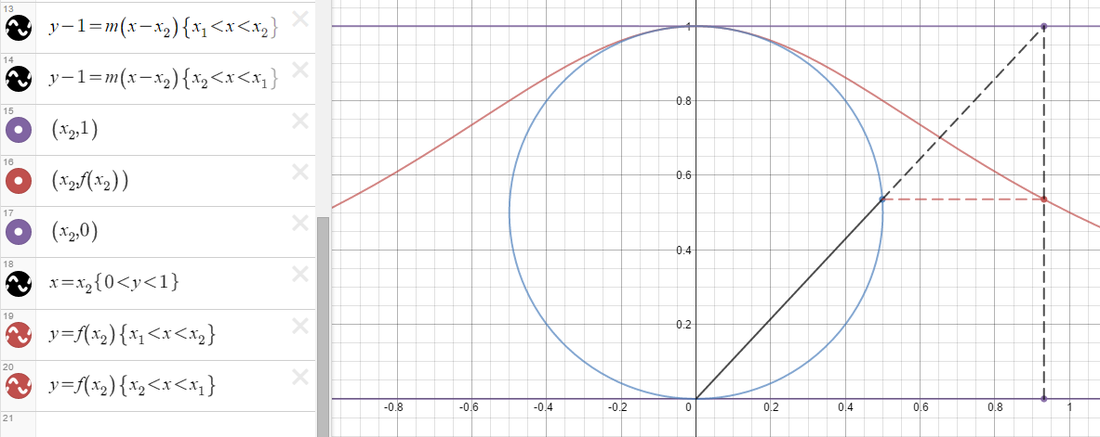 13
y−1=m(x−x₂){x₁<x<x₂}
14
y−1=m(x−x₂){x₂<x<x₁}
15
(x₂,1)
16
(x₂,f(x₂))
17
(x₂,0)
18
x=x₂{0<y<1}
19
y=f(x₂){x₁<x<x₂}
20
y=f(x₂){x₂<x<x₁}
21
1
0.8
0.6
0.4
0.2
-0.8 -0.6 -0.4 -0.2 0 0.2 0.4 0.6 0.8 1